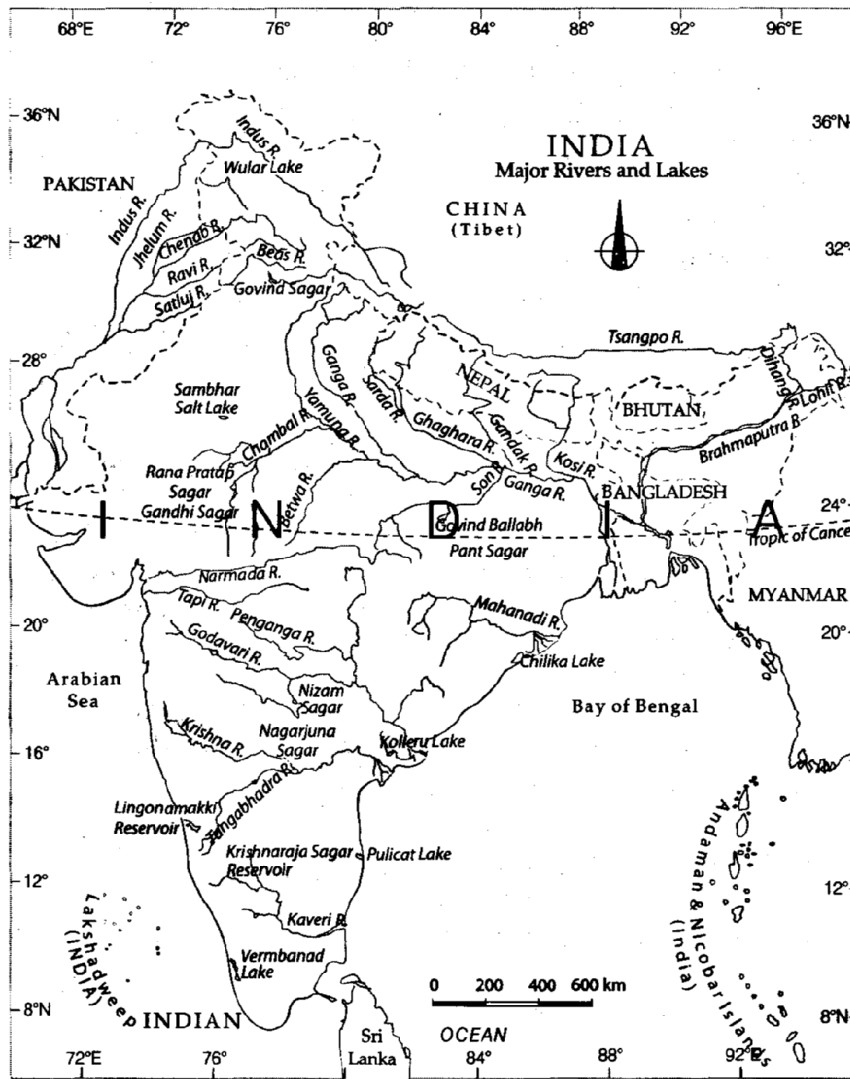 68°E 72° 76° 80° 84° 88° 92° 96°E
36°N
36°N
INDIA
Major Rivers and Lakes
Indus R.
Wular Lake
PAKISTAN
CHINA
(Tibet)
Indus R.
Jhelum R.
Chenab R.
32°N
32°
Beas R.
Ravi R.
Govind Sagar
Satluj R.
Tsangpo R.
28°
28°
Dihang R.
Lohit R.
NEPAL
BHUTAN
Sambhar
Salt Lake
Ganga R.
Sarda R.
Yamuna R.
Chambal R.
Ghaghara R.
Gandak R.
Brahmaputra R.
Kosi R.
Rana Pratap
Sagar
Gandhi Sagar
Betwa R.
Son R.
Ganga R.
BANGLADESH
24°
24°
I N D I A
Govind Ballabh
Pant Sagar
Tropic of Cance
Narmada R.
MYANMAR
Tapi R.
Penganga R.
Mahanadi R.
20°
20°
Godavari R.
Chilika Lake
Arabian
Sea
Nizam
Sagar
Bay of Bengal
Krishna R.
Nagarjuna
Sagar
Kolleru Lake
16°
16°
Tungabhadra R.
Lingonamakki
Reservoir
Krishnaraja Sagar
Reservoir
Pulicat Lake
12°
12°
Andaman & Nicobar Islands
(India)
Lakshadweep
(INDIA)
Kaveri R.
Vermbanad
Lake
0 200 400 600 km
8°N
8°N
INDIAN
OCEAN
Sri
Lanka
72°E 76° 80° 84° 88° 92°E